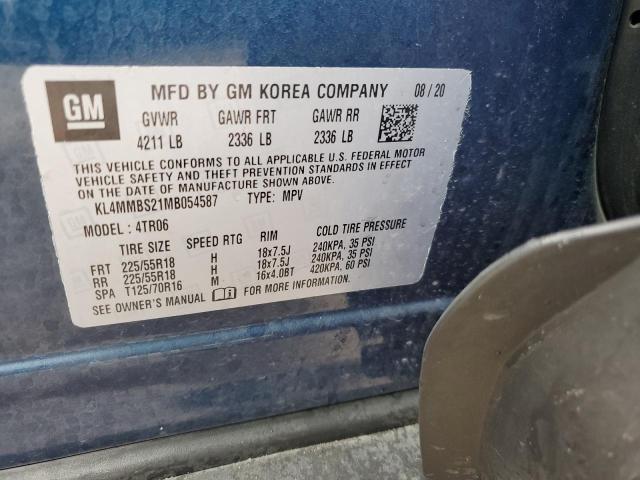 GM
MFD BY GM KOREA COMPANY 08/20
GVWR GAWR FRT GAWR RR
4211 LB 2336 LB 2336 LB
THIS VEHICLE CONFORMS TO ALL APPLICABLE U.S. FEDERAL MOTOR
VEHICLE SAFETY AND THEFT PREVENTION STANDARDS IN EFFECT
ON THE DATE OF MANUFACTURE SHOWN ABOVE.
KL4MMBS21MB054587 TYPE: MPV
MODEL: 4TR06
TIRE SIZE SPEED RTG RIM COLD TIRE PRESSURE
FRT 225/55R18 H 18x7.5J 240KPA, 35 PSI
RR 225/55R18 H 18x7.5J 240KPA, 35 PSI
SPA T125/70R16 M 16x4.0BT 420KPA, 60 PSI
SEE OWNER'S MANUAL FOR MORE INFORMATION.